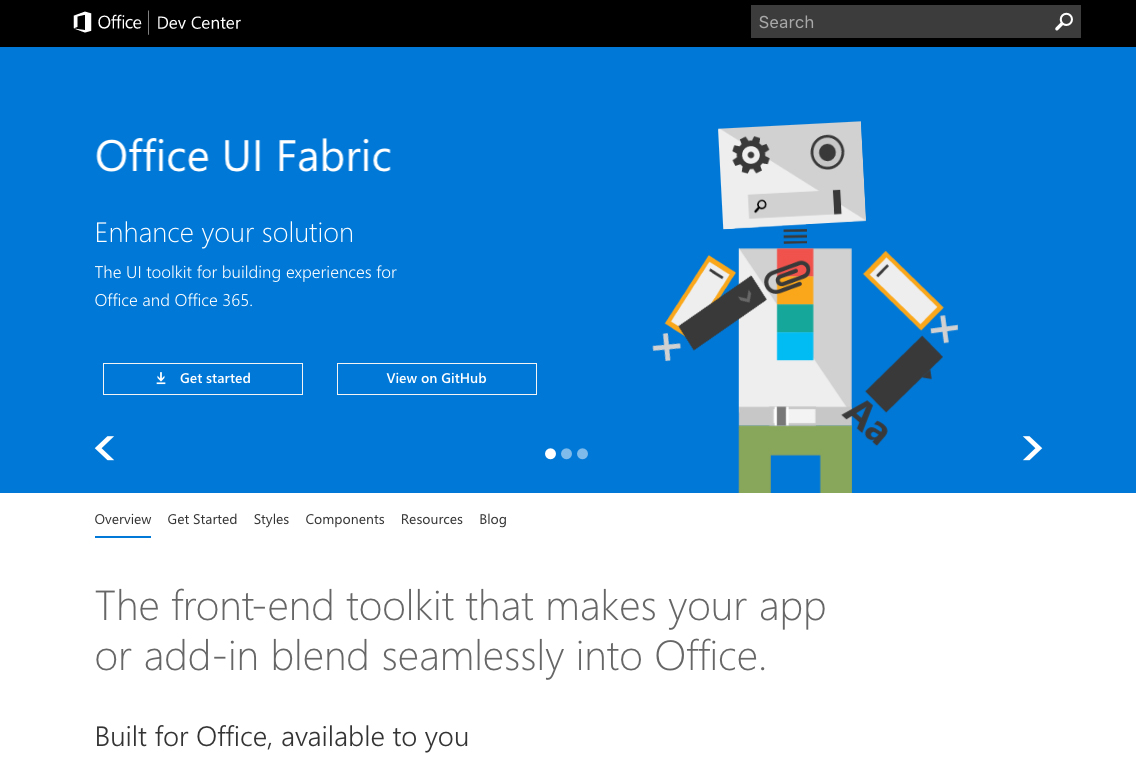 Office | Dev Center
Search
Office UI Fabric
Enhance your solution
The UI toolkit for building experiences for
Office and Office 365.
Get started
View on GitHub
Aa
Overview Get Started Styles Components Resources Blog
The front-end toolkit that makes your app
or add-in blend seamlessly into Office.
Built for Office, available to you